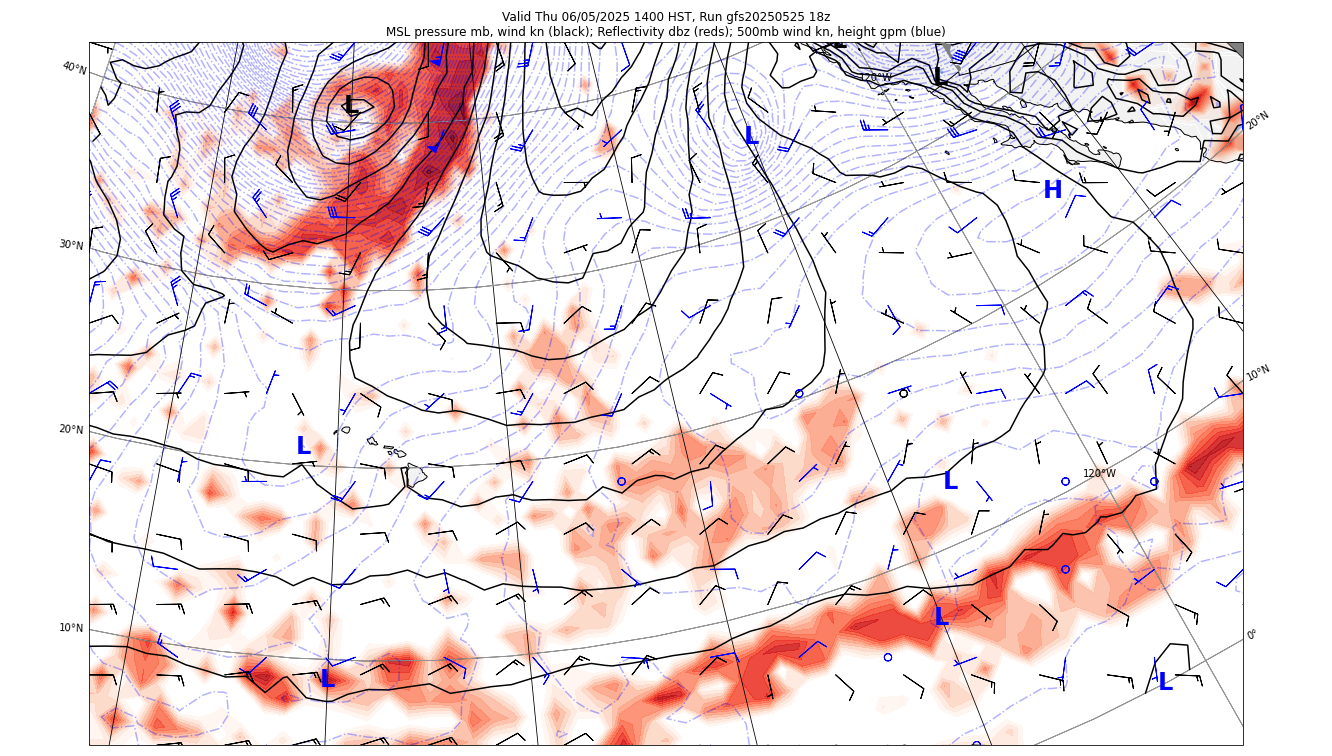 Valid Thu 06/05/2025 1400 HST, Run gfs20250525 18z
MSL pressure mb, wind kn (black); Reflectivity dbz (reds); 500mb wind kn, height gpm (blue)
L
L
120°W
40°N
L
20°N
L
H
30°N
10°N
20°N
L
120°W
L
10°N
L
0°
L
L